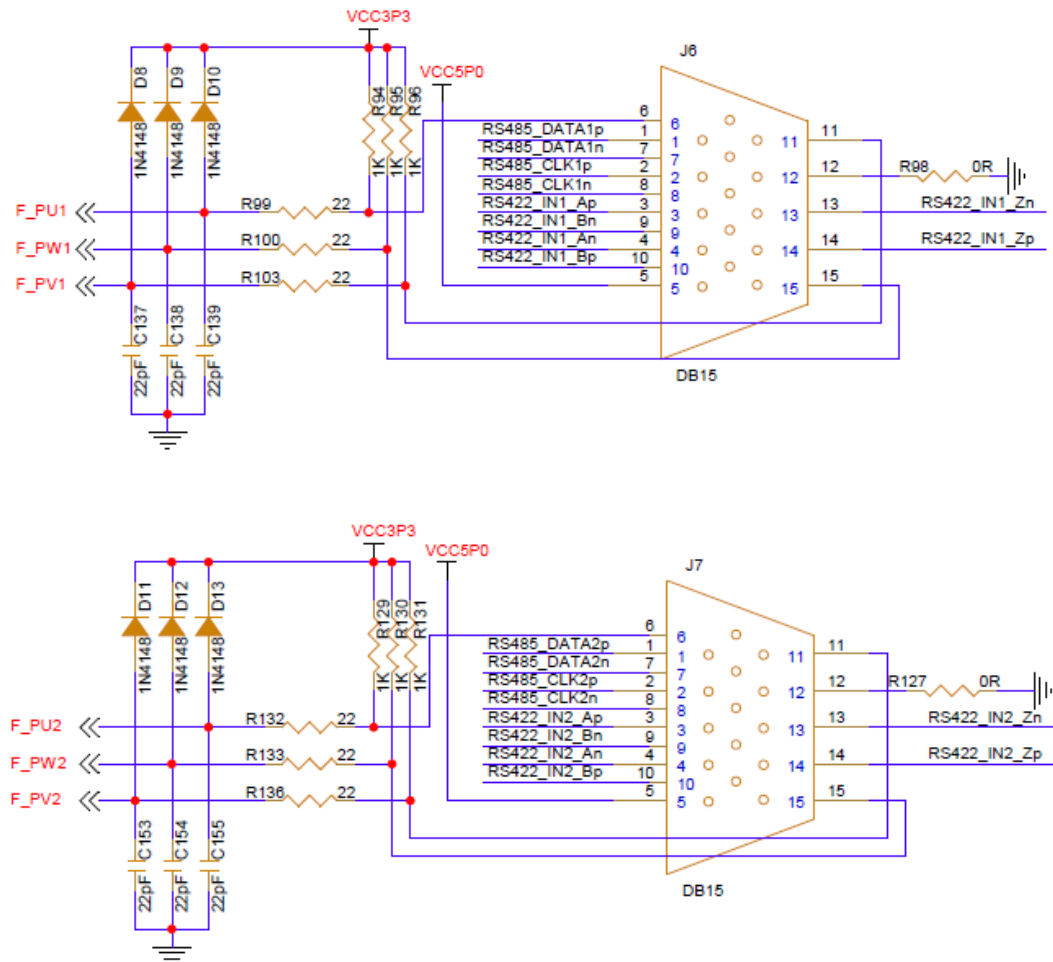 VCC3P3
J6
VCC5P0
D8
D9
D10
R94
R95
R96
1N4148
1N4148
1N4148
1K
1K
1K
6
6
RS485_DATA1p
1
1
RS485_DATA1n
7
7
RS485_CLK1p
2
2
RS485_CLK1n
8
8
RS422_IN1_Ap
3
3
RS422_IN1_Bn
9
9
RS422_IN1_An
4
4
RS422_IN1_Bp
10
10
5
5
11
11
12
12
R98
0R
13
13
RS422_IN1_Zn
14
14
RS422_IN1_Zp
15
15
F_PU1
R99
22
F_PW1
R100
22
F_PV1
R103
22
C137
C138
C139
22pF
22pF
22pF
DB15
VCC3P3
VCC5P0
J7
D11
D12
D13
R129
R130
R131
1N4148
1N4148
1N4148
1K
1K
1K
6
6
RS485_DATA2p
1
1
RS485_DATA2n
7
7
RS485_CLK2p
2
2
RS485_CLK2n
8
8
RS422_IN2_Ap
3
3
RS422_IN2_Bn
9
9
RS422_IN2_An
4
4
RS422_IN2_Bp
10
10
5
5
11
11
12
12
R127
0R
13
13
RS422_IN2_Zn
14
14
RS422_IN2_Zp
15
15
F_PU2
R132
22
F_PW2
R133
22
F_PV2
R136
22
C153
C154
C155
22pF
22pF
22pF
DB15